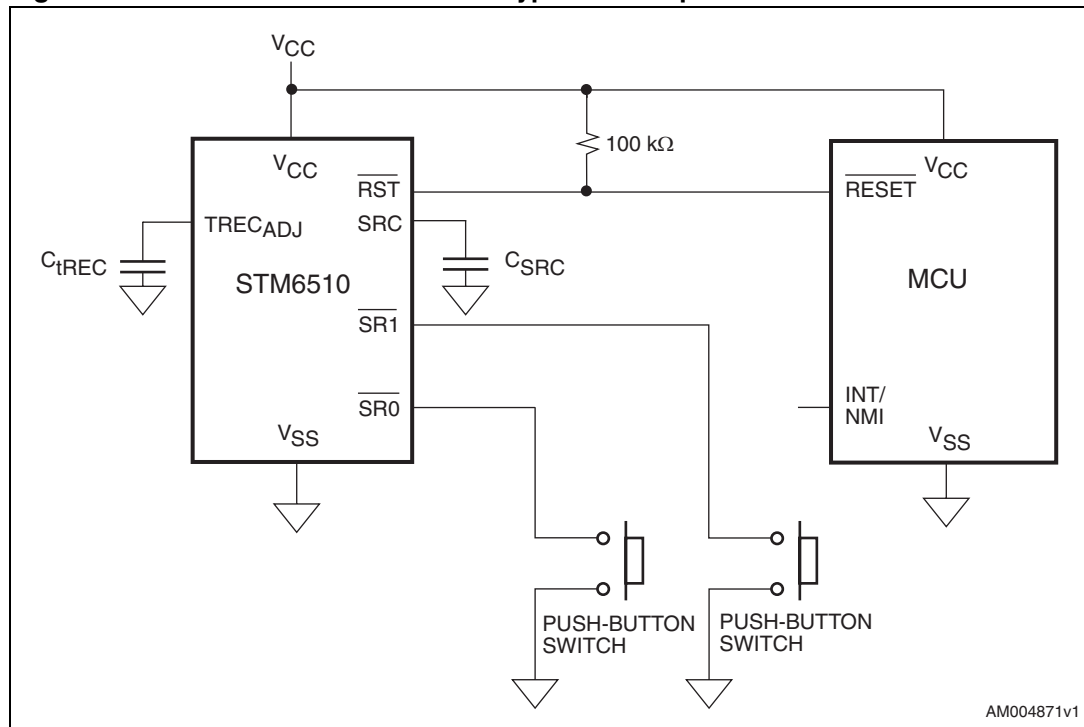 V_CC
100 kΩ
V_CC
RST
SRC
TREC_ADJ
C_tREC
C_SRC
STM6510
SR1
SR0
V_SS
V_CC
RESET
MCU
INT/
NMI
V_SS
PUSH-BUTTON
SWITCH
PUSH-BUTTON
SWITCH
AM004871v1